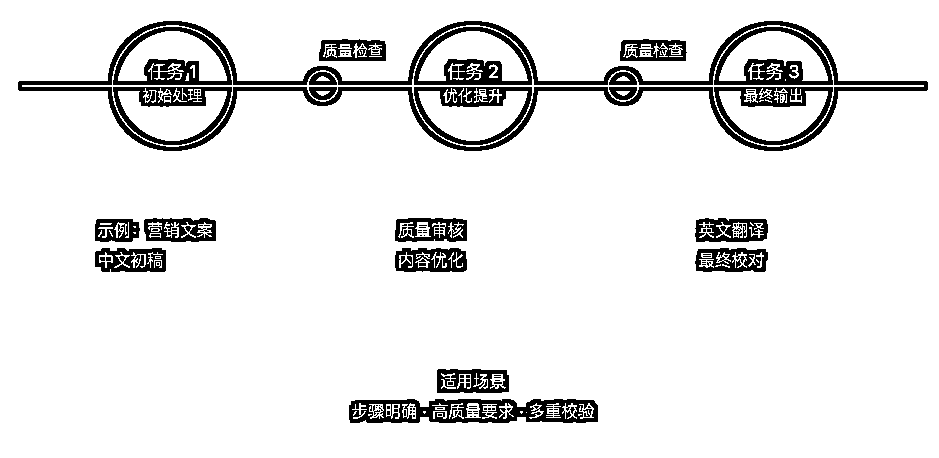 质量检查
质量检查
任务 1
任务 2
任务 3
初始处理
优化提升
最终输出
示例：营销文案
质量审核
英文翻译
中文初稿
内容优化
最终校对
适用场景
步骤明确 · 高质量要求 · 多重校验